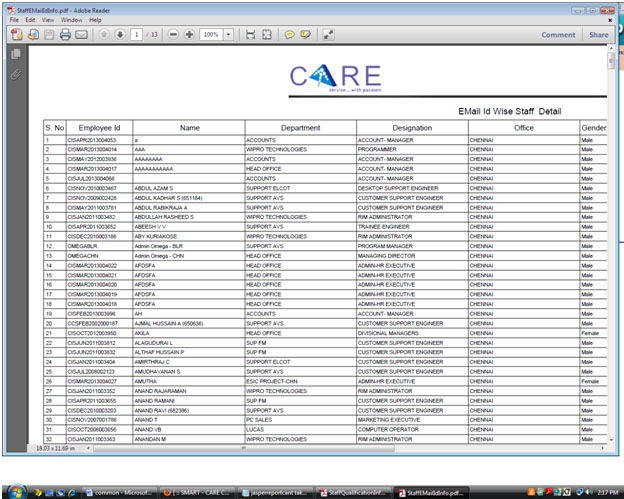 StaffEMailIdInfo.pdf - Adobe Reader
File Edit View Window Help
1 / 13 100% Comment Share
CARE
service... with passion
EMail Id Wise Staff Detail
S. No Employee Id Name Department Designation Office Gender
1 CISAPR2013004053 a ACCOUNTS ACCOUNT- MANAGER CHENNAI Male
2 CISMAR2013004014 AAA WIPRO TECHNOLOGIES PROGRAMMER CHENNAI Male
3 CISMAY2012003936 AAAAAAAA ACCOUNTS ACCOUNT- MANAGER CHENNAI Male
4 CISMAR2013004017 AAAAAAAAAAA HEAD OFFICE ACCOUNT- MANAGER CHENNAI Male
5 CISJUL2013004066 ACCOUNTS ACCOUNT- MANAGER CHENNAI Male
6 CISNOV2010003467 ABDUL AZAM S SUPPORT ELCOT DESKTOP SUPPORT ENGINEER CHENNAI Male
7 CISNOV2009002428 ABDUL KADHAR S (651164) SUPPORT AVS CUSTOMER SUPPORT ENGINEER CHENNAI Male
8 CISMAY2011003781 ABDUL RABIKRAJA A SUPPORT AVS CUSTOMER SUPPORT ENGINEER CHENNAI Male
9 CISJAN2011003482 ABDULLAH RASHEED S WIPRO TECHNOLOGIES RIM ADMINISTRATOR CHENNAI Male
10 CISAPR2011003652 ABEESH V V SUPPORT AVS TRAINEE ENGINEER CHENNAI Male
11 CISDEC2010003186 ABY KURIAKOSE WIPRO TECHNOLOGIES RIM ADMINISTRATOR CHENNAI Male
12 OMEGABLR Admin Omega - BLR SUPPORT AVS PROGRAM MANAGER CHENNAI Male
13 OMEGACHN Admin Omega - CHN MANAGING DIRECTOR CHENNAI Male
14 CISMAR2013004022 AFDSFA HEAD OFFICE ADMIN-HR EXECUTIVE CHENNAI Male
15 CISMAR2013004021 AFDSFA HEAD OFFICE ADMIN-HR EXECUTIVE CHENNAI Male
16 CISMAR2013004020 AFDSFA HEAD OFFICE ADMIN-HR EXECUTIVE CHENNAI Male
17 CISMAR2013004019 AFDSFA HEAD OFFICE ADMIN-HR EXECUTIVE CHENNAI Male
18 CISMAR2013004018 AFDSFA HEAD OFFICE ADMIN-HR EXECUTIVE CHENNAI Male
19 CISFEB2013003996 AH ACCOUNTS ACCOUNT- MANAGER CHENNAI Male
20 CCSFEB2002000187 AJMAL HUSSAIN A (650636) SUPPORT AVS CUSTOMER SUPPORT ENGINEER CHENNAI Male
21 CISOCT2012003950 AKILA HEAD OFFICE DIVISIONAL MANAGERS CHENNAI Female
22 CISJUN2011003812 ALAGUDURAI L SUP FM CUSTOMER SUPPORT ENGINEER CHENNAI Male
23 CISJUN2011003832 ALTHAF HUSSAIN P SUP FM CUSTOMER SUPPORT ENGINEER CHENNAI Male
24 CISJAN2011003404 AMIRTHRAJ C SUPPORT ELCOT CUSTOMER SUPPORT ENGINEER CHENNAI Male
25 CISJUL2008002123 AMUDHAVANAN S SUPPORT AVS CUSTOMER SUPPORT ENGINEER CHENNAI Male
26 CISMAR2013004027 AMUTHA ESIC PROJECT-CHN ADMIN-HR EXECUTIVE CHENNAI Female
27 CISJAN2011003352 ANAND RAJARAMAN WIPRO TECHNOLOGIES RIM ADMINISTRATOR CHENNAI Male
28 CISAPR2011003655 ANAND RAMANI SUP FM CUSTOMER SUPPORT ENGINEER CHENNAI Male
29 CISDEC2010003203 ANAND RAVI (682386) SUPPORT AVS CUSTOMER SUPPORT ENGINEER CHENNAI Male
30 CISNOV2007001786 ANAND T PC SALES MARKETING EXECUTIVE CHENNAI Male
31 CISOCT2006003056 ANAND VB LUCAS COMPUTER OPERATOR CHENNAI Male
32 CISJAN2011003363 ANANDAN M WIPRO TECHNOLOGIES RIM ADMINISTRATOR CHENNAI Male
18.03 x 11.69 in
common - Microsof... [:: SMART - CARE C... jasperreportcant tak... StaffQualificationInf... StaffEMailIdInfo.pdf... 2:17 PM